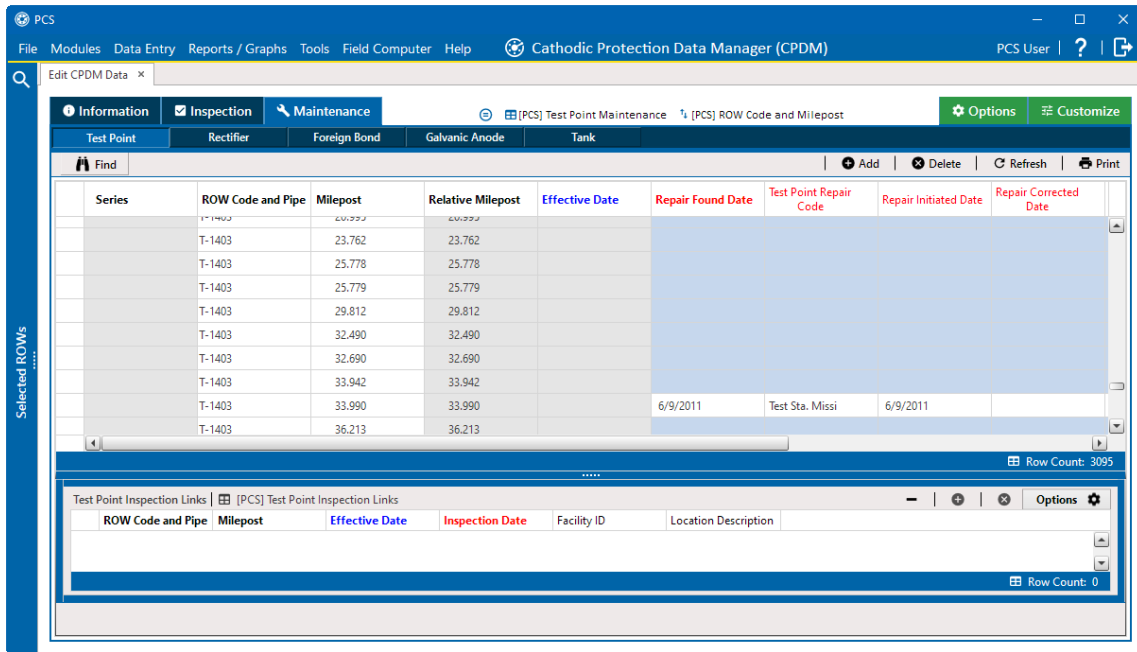 PCS
File Modules Data Entry Reports / Graphs Tools Field Computer Help Cathodic Protection Data Manager (CPDM) PCS User | ? |
Edit CPDM Data ×
Information Inspection Maintenance [PCS] Test Point Maintenance [PCS] ROW Code and Milepost Options Customize
Test Point Rectifier Foreign Bond Galvanic Anode Tank
Find | Add | Delete | Refresh | Print
Series ROW Code and Pipe Milepost Relative Milepost Effective Date Repair Found Date Test Point Repair Code Repair Initiated Date Repair Corrected Date
T-1403 20.995 20.995
T-1403 23.762 23.762
T-1403 25.778 25.778
T-1403 25.779 25.779
T-1403 29.812 29.812
T-1403 32.490 32.490
T-1403 32.690 32.690
T-1403 33.942 33.942
T-1403 33.990 33.990 6/9/2011 Test Sta. Missi 6/9/2011
T-1403 36.213 36.213
Row Count: 3095
Selected ROWs
Test Point Inspection Links | [PCS] Test Point Inspection Links Options
ROW Code and Pipe Milepost Effective Date Inspection Date Facility ID Location Description
Row Count: 0